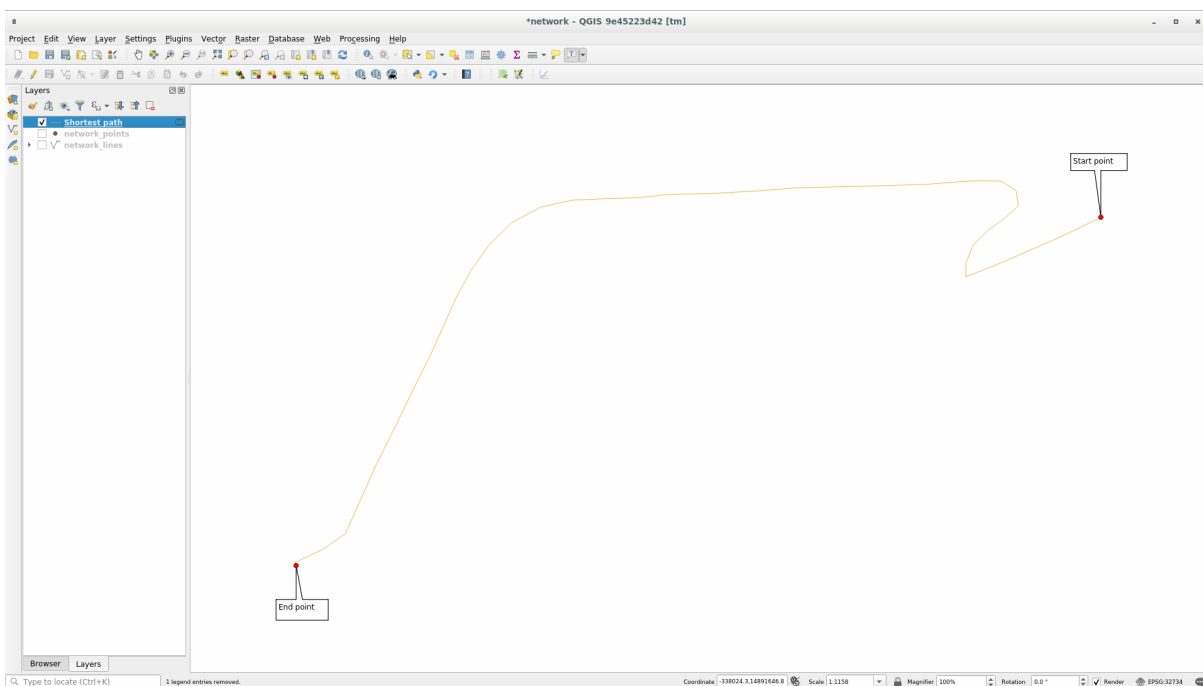 *network - QGIS 9e45223d42 [tm]
Project Edit View Layer Settings Plugins Vector Raster Database Web Processing Help
Layers
Shortest path
network_points
network_lines
Start point
End point
Browser Layers
Type to locate (Ctrl+K) 1 legend entries removed. Coordinate -338024.3,14891646.8 Scale 1:1158 Magnifier 100% Rotation 0.0 ° Render EPSG:32734